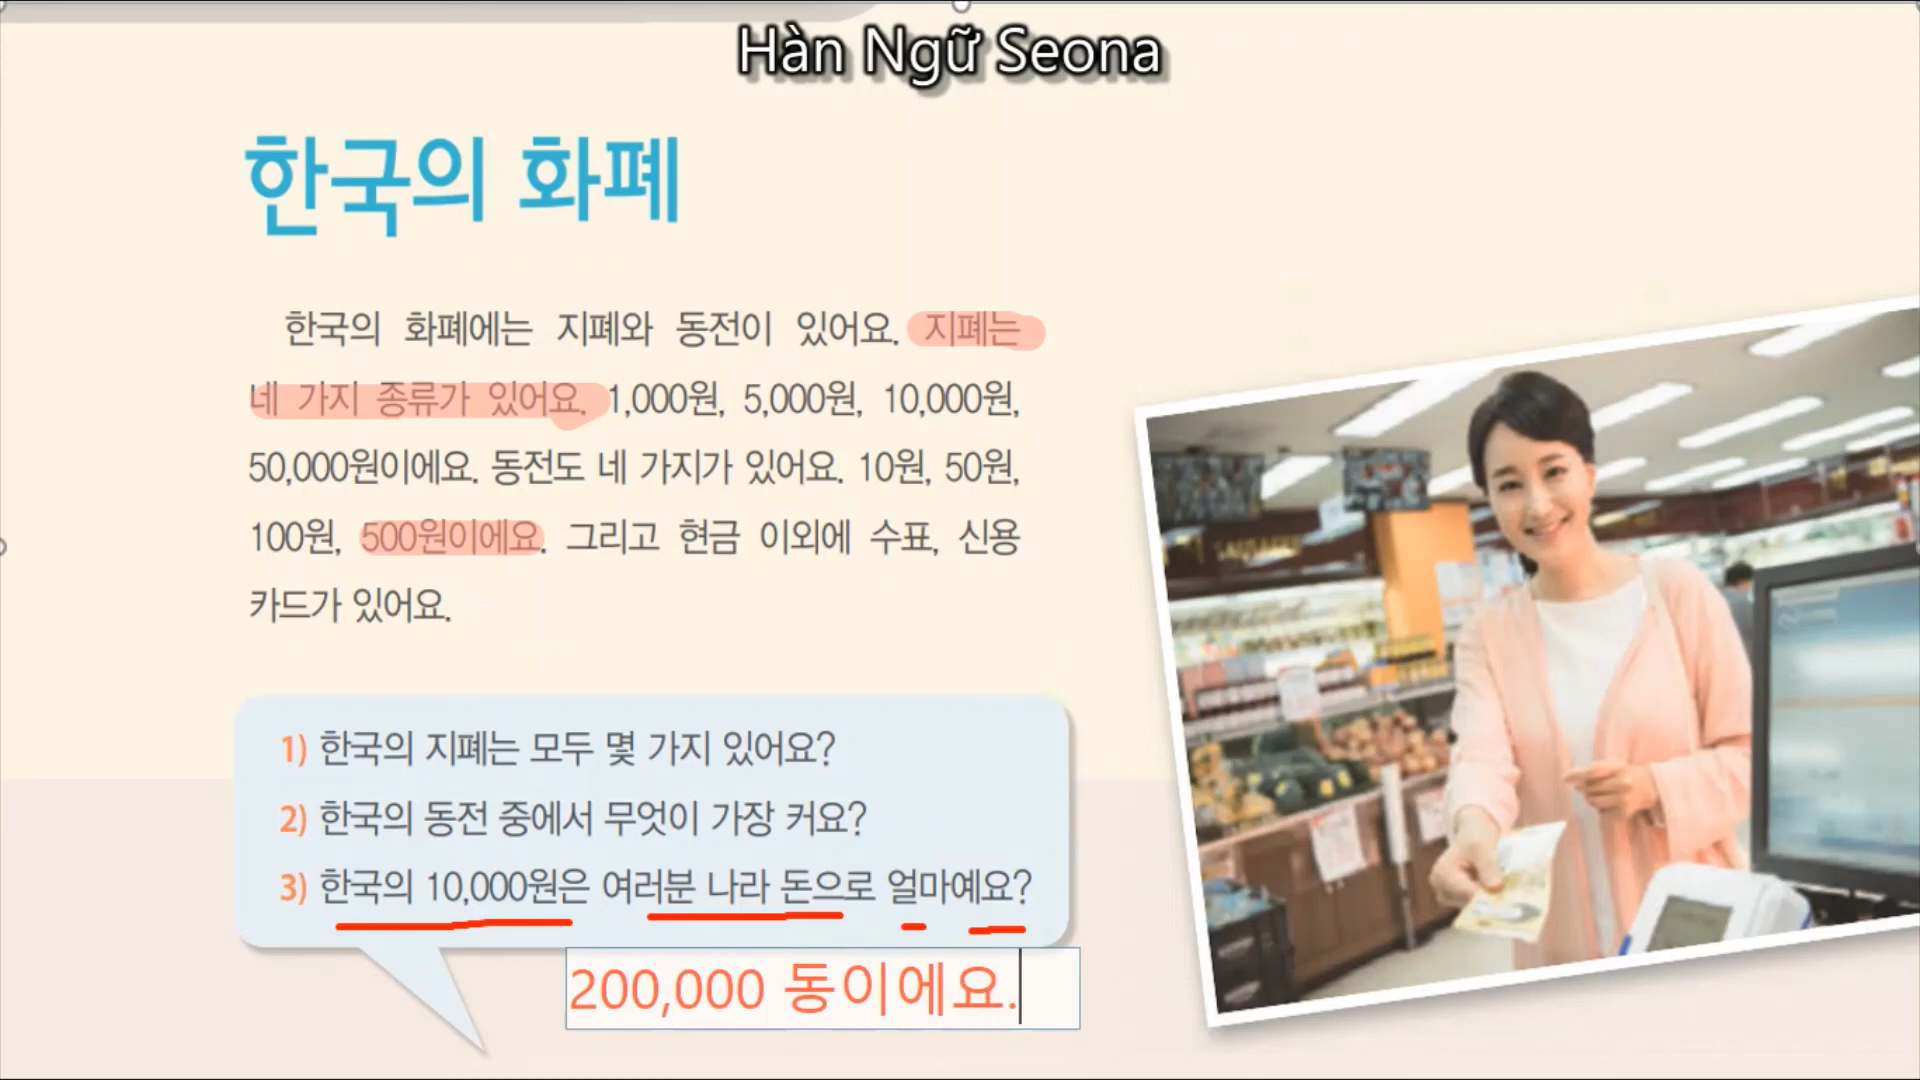 Hàn Ngữ Seona
한국의 화폐
한국의 화폐에는 지폐와 동전이 있어요. 지폐는
네 가지 종류가 있어요. 1,000원, 5,000원, 10,000원,
50,000원이에요. 동전도 네 가지가 있어요. 10원, 50원,
100원, 500원이에요. 그리고 현금 이외에 수표, 신용
카드가 있어요.
1) 한국의 지폐는 모두 몇 가지 있어요?
2) 한국의 동전 중에서 무엇이 가장 커요?
3) 한국의 10,000원은 여러분 나라 돈으로 얼마예요?
200,000 동이에요.